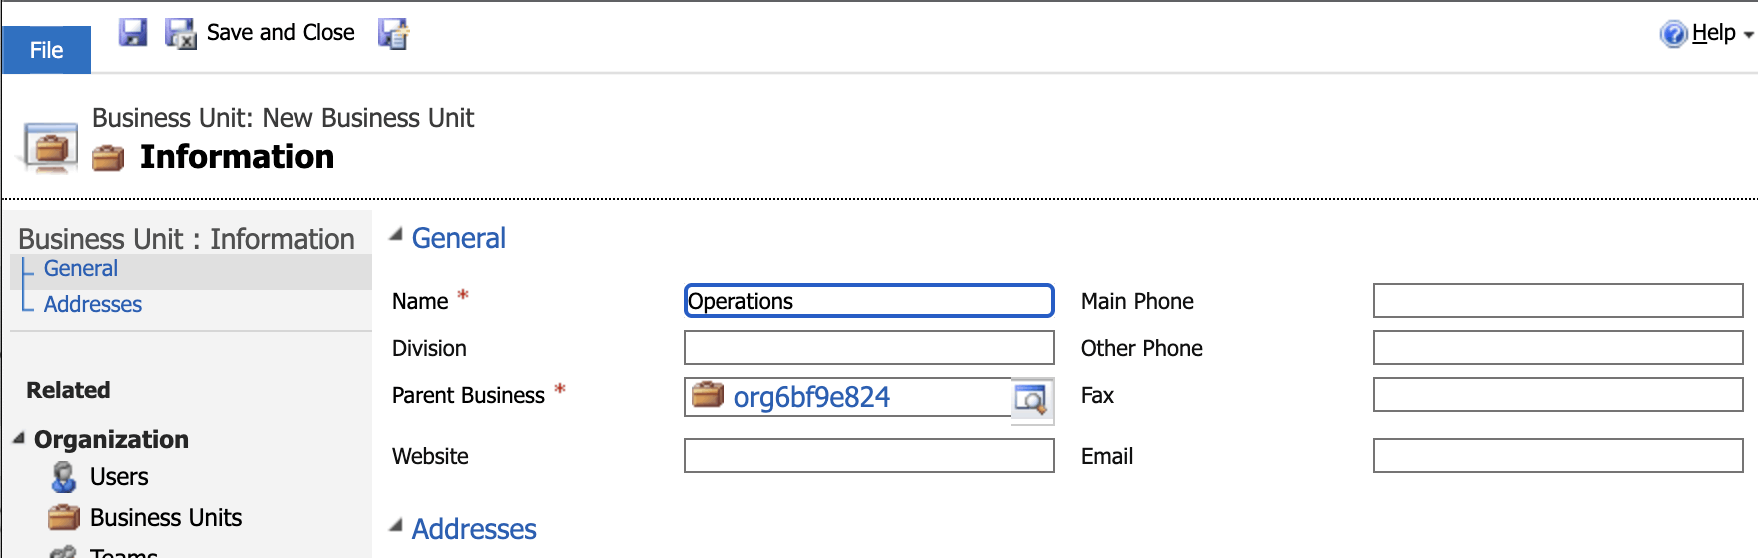 File
Save and Close
Help
Business Unit: New Business Unit
Information
Business Unit : Information
General
Addresses
Related
Organization
Users
Business Units
Teams
General
Name *
Operations
Main Phone
Division
Other Phone
Parent Business *
org6bf9e824
Fax
Website
Email
Addresses